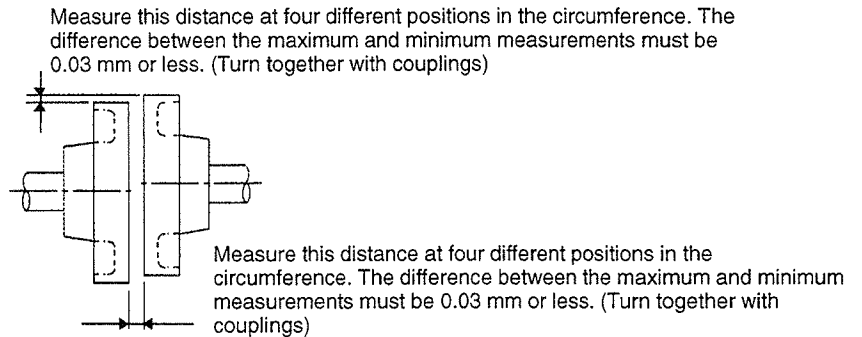 Measure this distance at four different positions in the circumference. The
difference between the maximum and minimum measurements must be
0.03 mm or less. (Turn together with couplings)
Measure this distance at four different positions in the
circumference. The difference between the maximum and minimum
measurements must be 0.03 mm or less. (Turn together with
couplings)